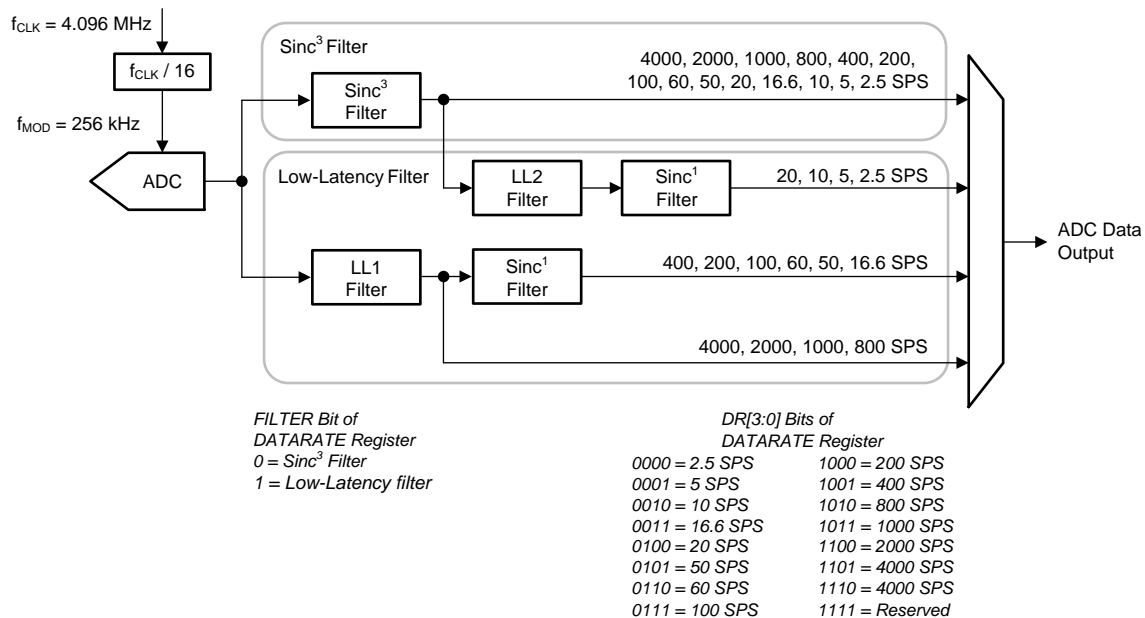 f_CLK = 4.096 MHz
f_CLK / 16
f_MOD = 256 kHz
ADC
Sinc³ Filter
Sinc³
Filter
4000, 2000, 1000, 800, 400, 200,
100, 60, 50, 20, 16.6, 10, 5, 2.5 SPS
Low-Latency Filter
LL2
Filter
Sinc¹
Filter
20, 10, 5, 2.5 SPS
LL1
Filter
Sinc¹
Filter
400, 200, 100, 60, 50, 16.6 SPS
4000, 2000, 1000, 800 SPS
ADC Data
Output
FILTER Bit of
DATARATE Register
0 = Sinc³ Filter
1 = Low-Latency filter
DR[3:0] Bits of
DATARATE Register
0000 = 2.5 SPS
0001 = 5 SPS
0010 = 10 SPS
0011 = 16.6 SPS
0100 = 20 SPS
0101 = 50 SPS
0110 = 60 SPS
0111 = 100 SPS
1000 = 200 SPS
1001 = 400 SPS
1010 = 800 SPS
1011 = 1000 SPS
1100 = 2000 SPS
1101 = 4000 SPS
1110 = 4000 SPS
1111 = Reserved